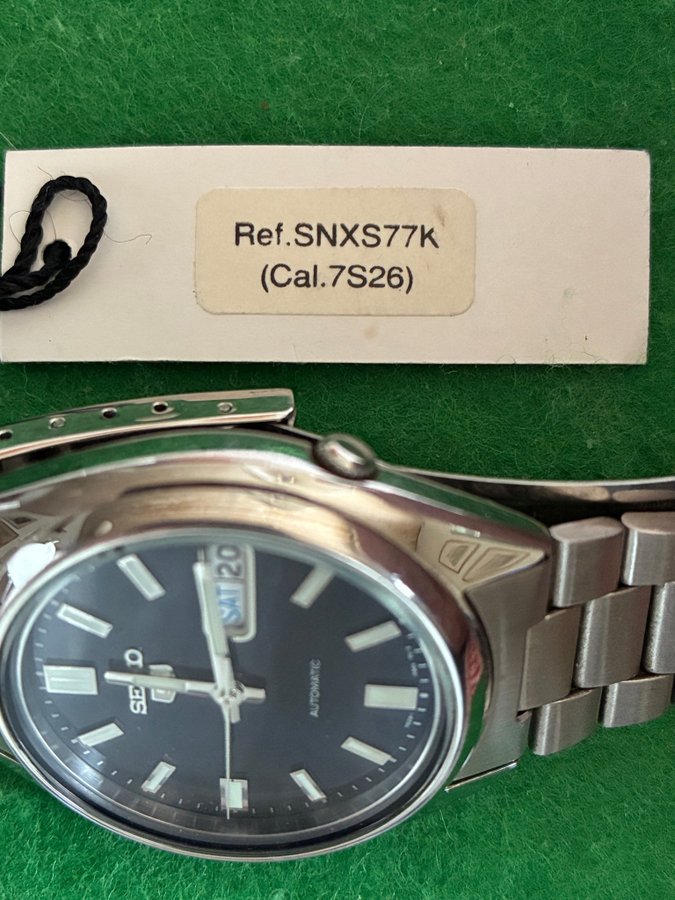 Ref.SNXS77K
(Cal.7S26)
SAT 20
SEIKO
5
AUTOMATIC